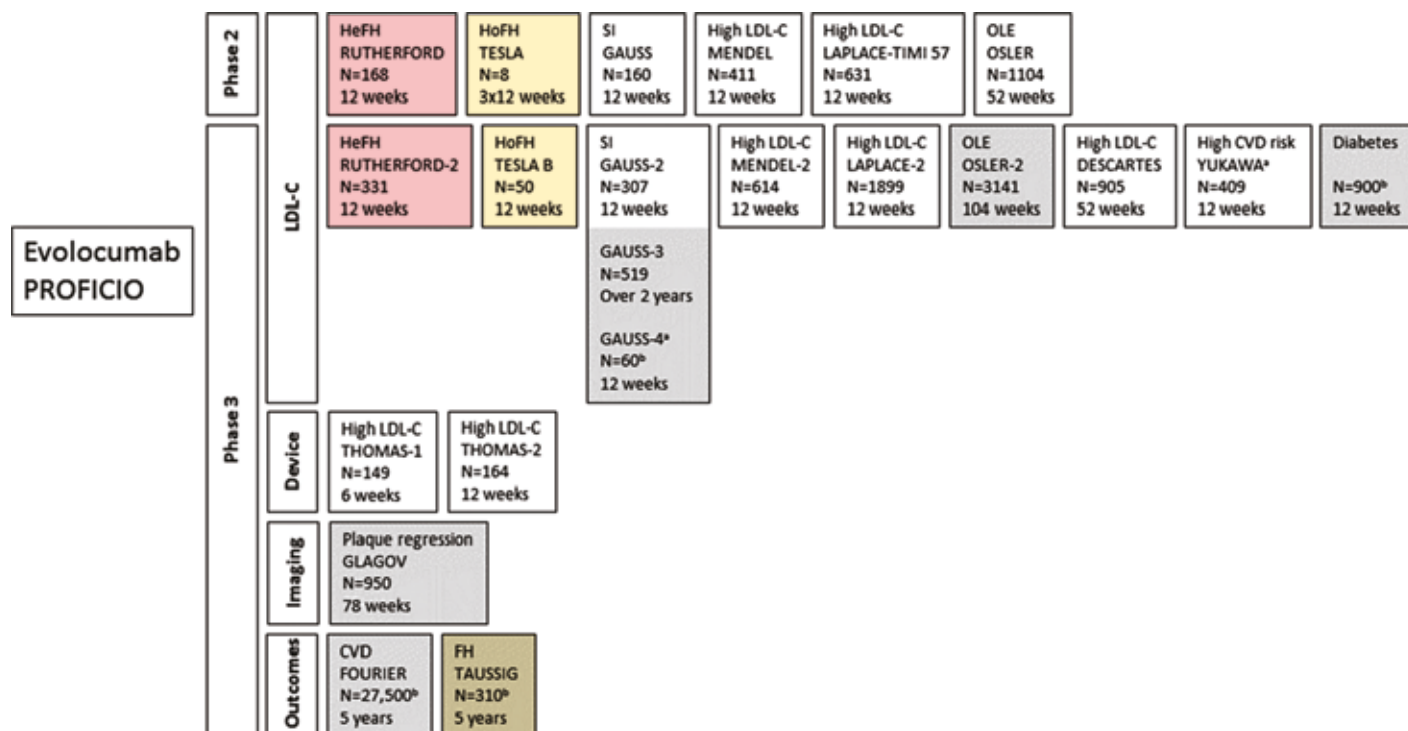 Evolocumab
PROFICIO
Phase 2
Phase 3
LDL-C
HeFH
RUTHERFORD
N=168
12 weeks
HoFH
TESLA
N=8
3x12 weeks
SI
GAUSS
N=160
12 weeks
High LDL-C
MENDEL
N=411
12 weeks
High LDL-C
LAPLACE-TIMI 57
N=631
12 weeks
OLE
OSLER
N=1104
52 weeks
HeFH
RUTHERFORD-2
N=331
12 weeks
HoFH
TESLA B
N=50
12 weeks
SI
GAUSS-2
N=307
12 weeks
GAUSS-3
N=519
Over 2 years
GAUSS-4ᵃ
N=60ᵇ
12 weeks
High LDL-C
MENDEL-2
N=614
12 weeks
High LDL-C
LAPLACE-2
N=1899
12 weeks
OLE
OSLER-2
N=3141
104 weeks
High LDL-C
DESCARTES
N=905
52 weeks
High CVD risk
YUKAWAᵃ
N=409
12 weeks
Diabetes
N=900ᵇ
12 weeks
Device
High LDL-C
THOMAS-1
N=149
6 weeks
High LDL-C
THOMAS-2
N=164
12 weeks
Imaging
Plaque regression
GLAGOV
N=950
78 weeks
Outcomes
CVD
FOURIER
N=27,500ᵇ
5 years
FH
TAUSSIG
N=310ᵇ
5 years